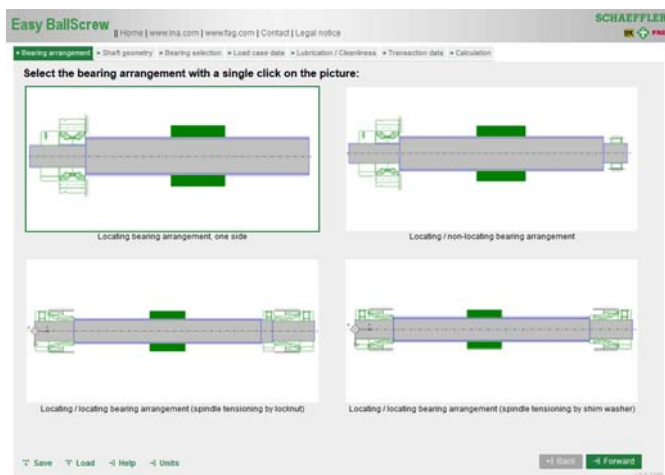 Easy BallScrew
|| Home | www.ina.com | www.fag.com | Contact | Legal notice
SCHAEFFLER
FAG
» Bearing arrangement » Shaft geometry » Bearing selection » Load case data » Lubrication / Cleanliness » Transaction data » Calculation
Select the bearing arrangement with a single click on the picture:
Locating bearing arrangement, one side
Locating / non-locating bearing arrangement
Locating / locating bearing arrangement (spindle tensioning by locknut)
Locating / locating bearing arrangement (spindle tensioning by shim washer)
Save Load Help Units
Back Forward